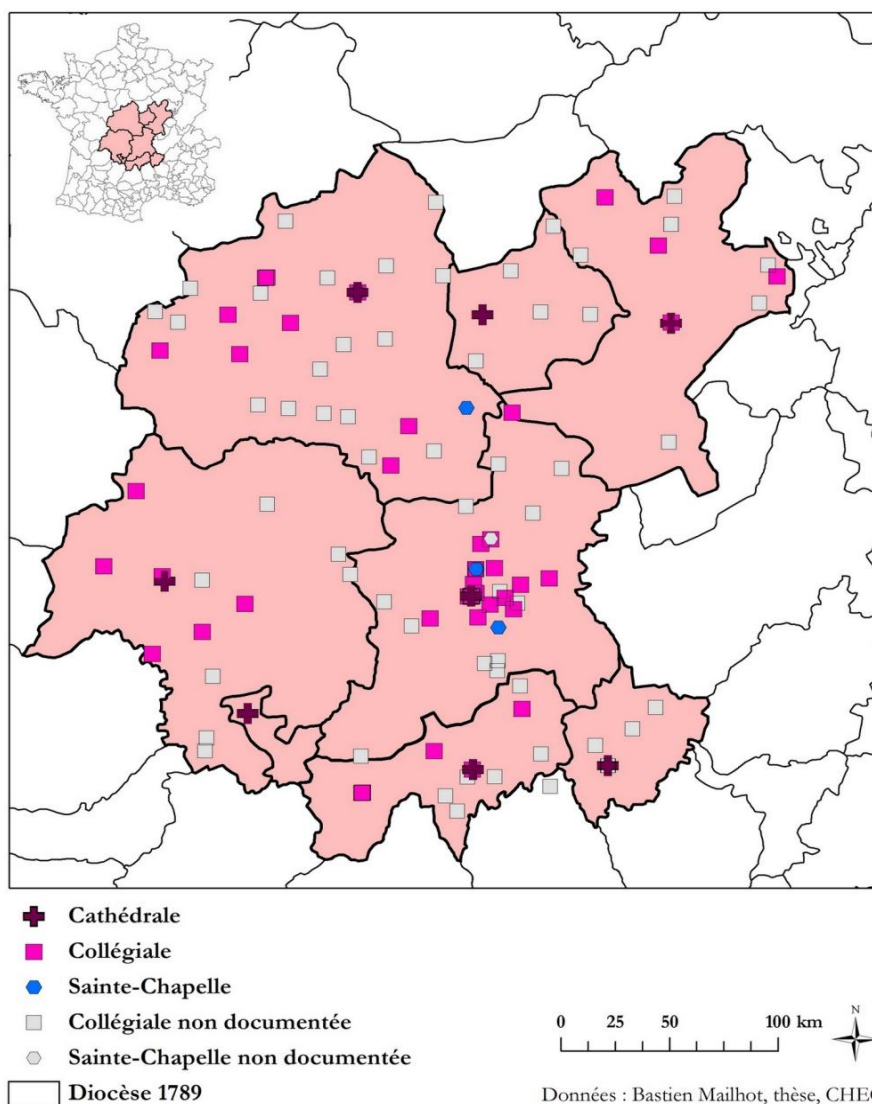 Cathédrale
Collégiale
Sainte-Chapelle
Collégiale non documentée
Sainte-Chapelle non documentée
Diocèse 1789
0 25 50 100 km
N
Données : Bastien Mailhot, thèse, CHEC